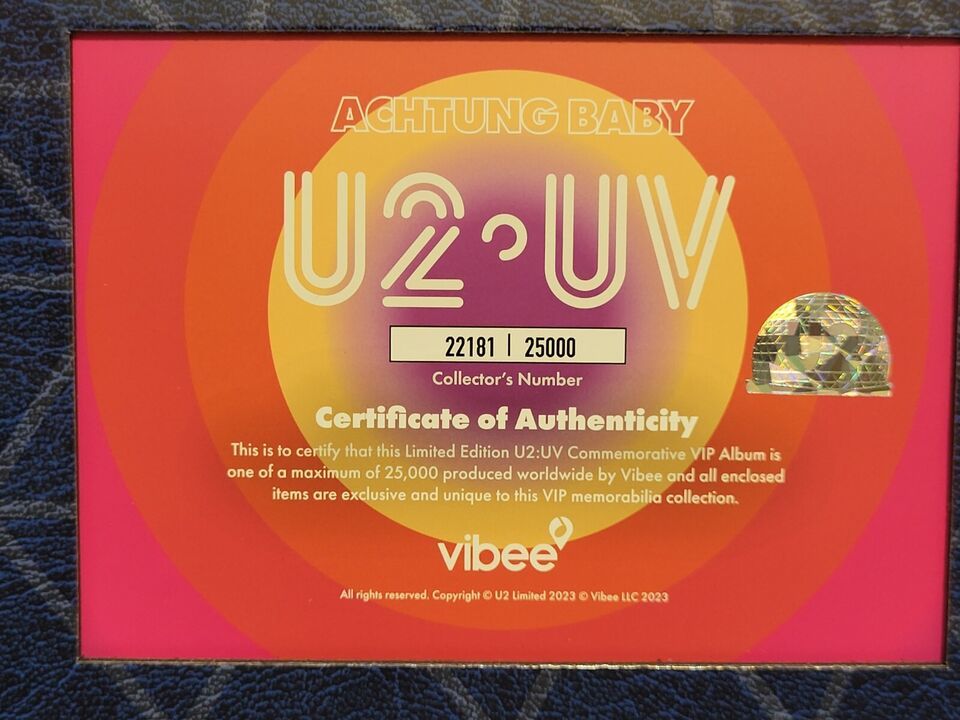 ACHTUNG BABY
U2:UV
22181 | 25000
Collector's Number
Certificate of Authenticity
This is to certify that this Limited Edition U2:UV Commemorative VIP Album is
one of a maximum of 25,000 produced worldwide by Vibee and all enclosed
items are exclusive and unique to this VIP memorabilia collection.
vibee
All rights reserved. Copyright © U2 Limited 2023 © Vibee LLC 2023